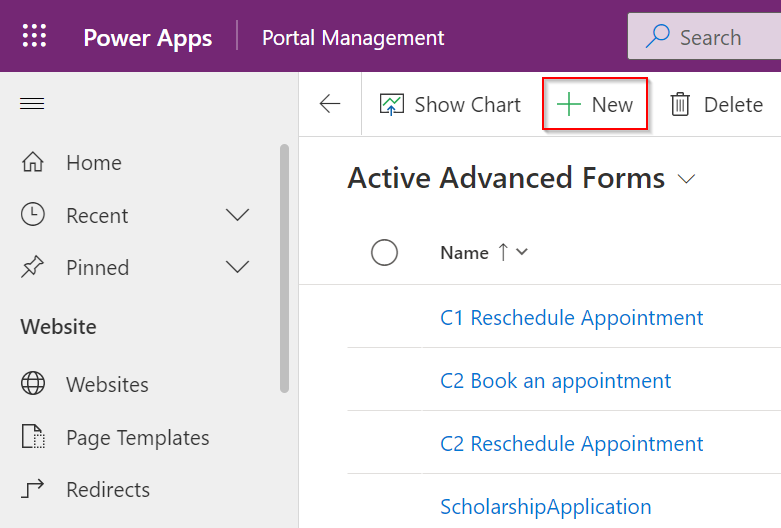 Power Apps
Portal Management
Search
Show Chart
New
Delete
Home
Recent
Pinned
Website
Websites
Page Templates
Redirects
Active Advanced Forms
Name
C1 Reschedule Appointment
C2 Book an appointment
C2 Reschedule Appointment
ScholarshipApplication